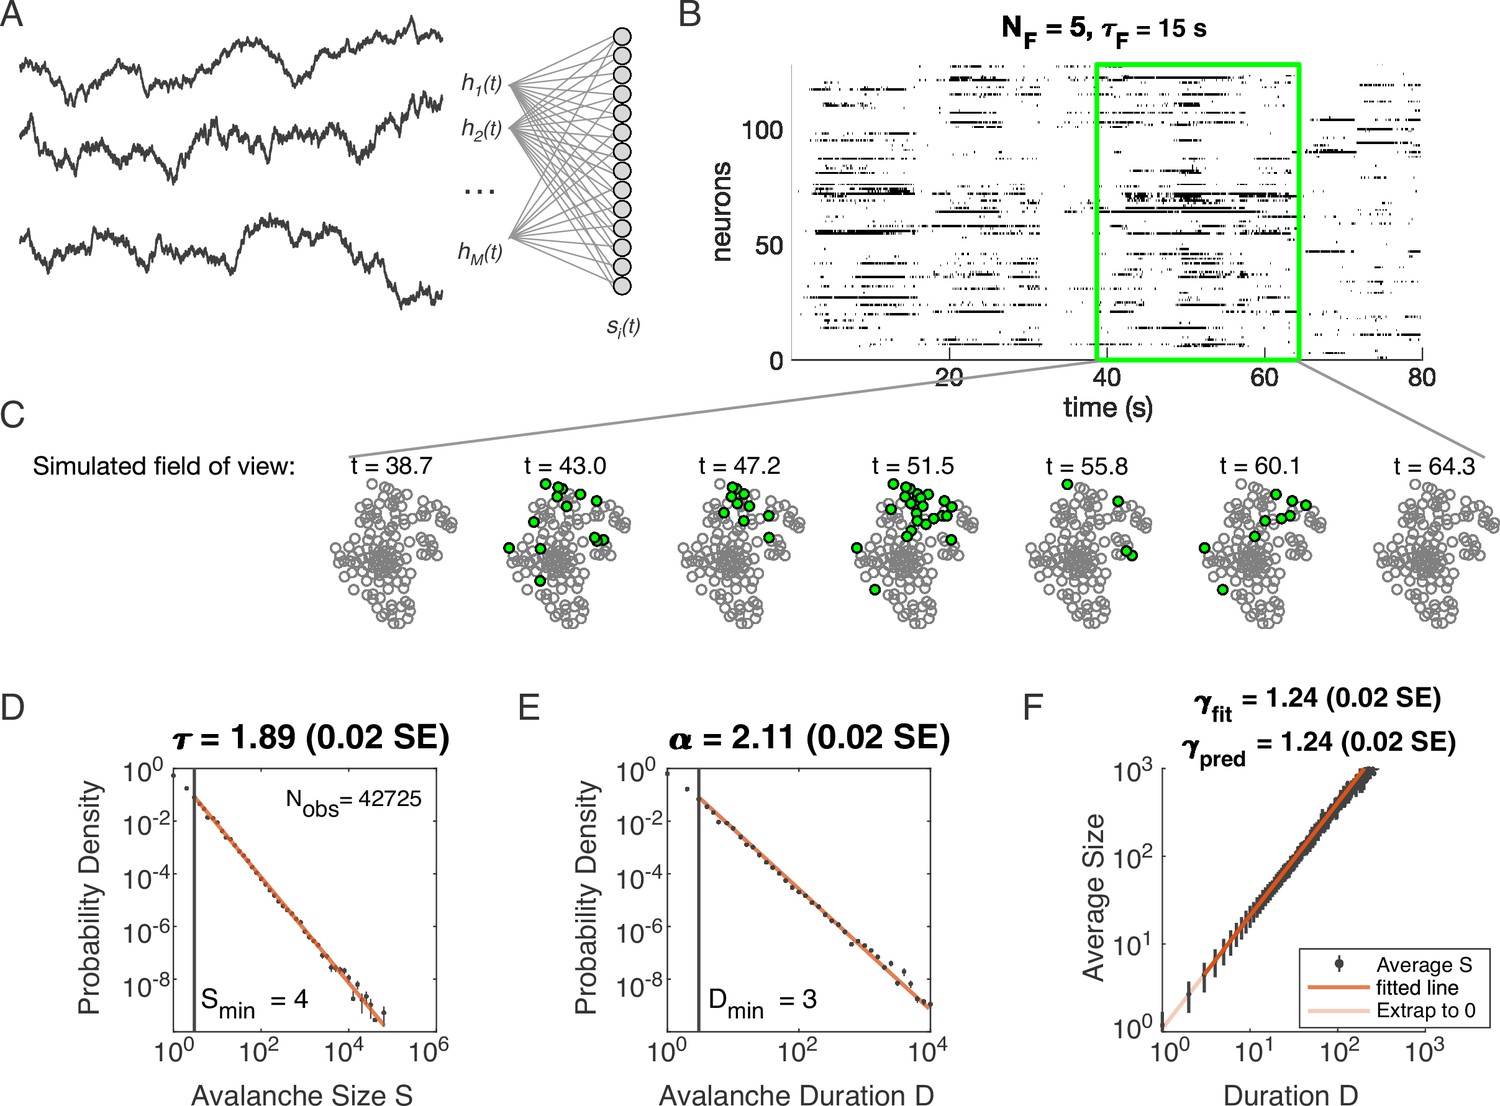 A
h1(t)
h2(t)
...
hM(t)
si(t)
B
NF = 5, τF = 15 s
neurons
100
50
0
20
40
60
80
time (s)
C
Simulated field of view:
t = 38.7
t = 43.0
t = 47.2
t = 51.5
t = 55.8
t = 60.1
t = 64.3
D
τ = 1.89 (0.02 SE)
Probability Density
10^0
10^-2
10^-4
10^-6
10^-8
Nobs= 42725
Smin = 4
10^0
10^2
10^4
10^6
Avalanche Size S
E
α = 2.11 (0.02 SE)
Probability Density
10^0
10^-2
10^-4
10^-6
10^-8
Dmin = 3
10^0
10^2
10^4
Avalanche Duration D
F
γfit = 1.24 (0.02 SE)
γpred = 1.24 (0.02 SE)
Average Size
10^3
10^2
10^1
10^0
Average S
fitted line
Extrap to 0
10^0
10^1
10^2
10^3
Duration D